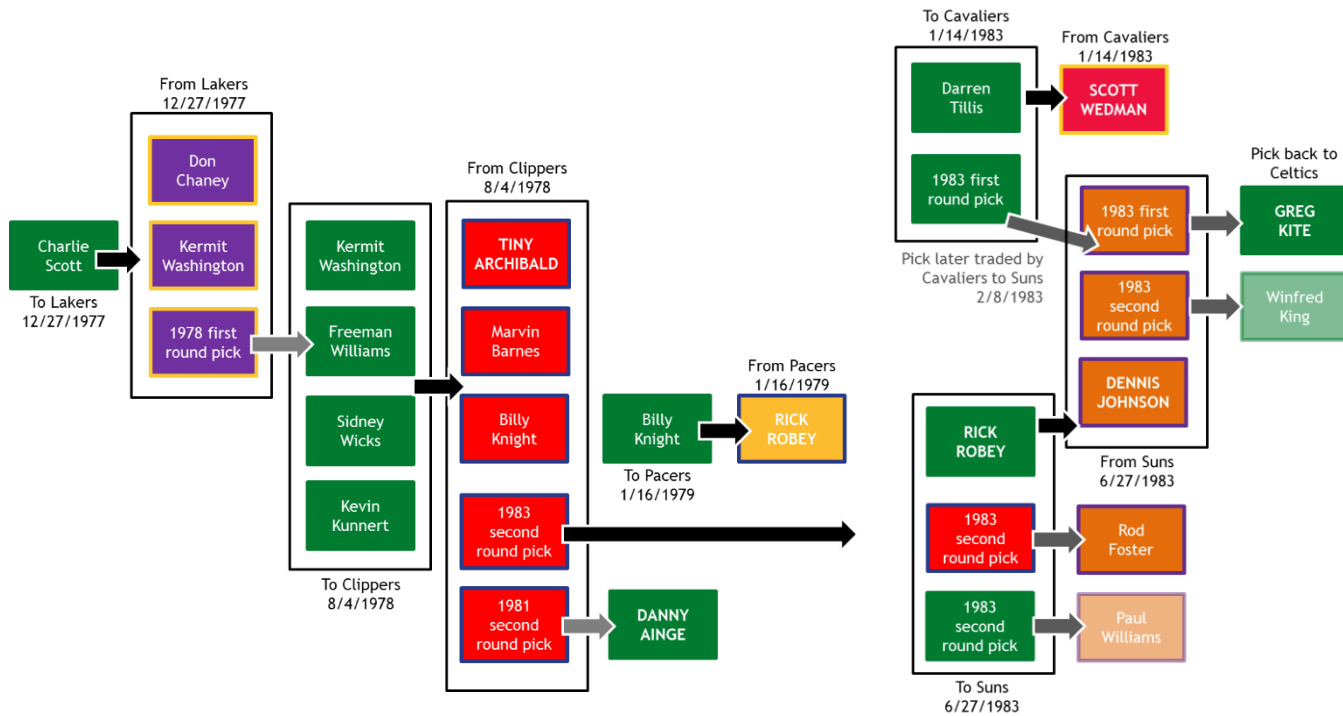 Charlie
Scott
To Lakers
12/27/1977
From Lakers
12/27/1977
Don
Chaney
Kermit
Washington
1978 first
round pick
Kermit
Washington
Freeman
Williams
Sidney
Wicks
Kevin
Kunnert
To Clippers
8/4/1978
From Clippers
8/4/1978
TINY
ARCHIBALD
Marvin
Barnes
Billy
Knight
1983
second
round pick
1981
second
round pick
DANNY
AINGE
Billy
Knight
To Pacers
1/16/1979
From Pacers
1/16/1979
RICK
ROBEY
To Cavaliers
1/14/1983
Darren
Tillis
1983 first
round pick
From Cavaliers
1/14/1983
SCOTT
WEDMAN
Pick later traded by
Cavaliers to Suns
2/8/1983
RICK
ROBEY
1983
second
round pick
1983
second
round pick
To Suns
6/27/1983
1983 first
round pick
1983
second
round pick
DENNIS
JOHNSON
From Suns
6/27/1983
Pick back to
Celtics
GREG
KITE
Winfred
King
Rod
Foster
Paul
Williams